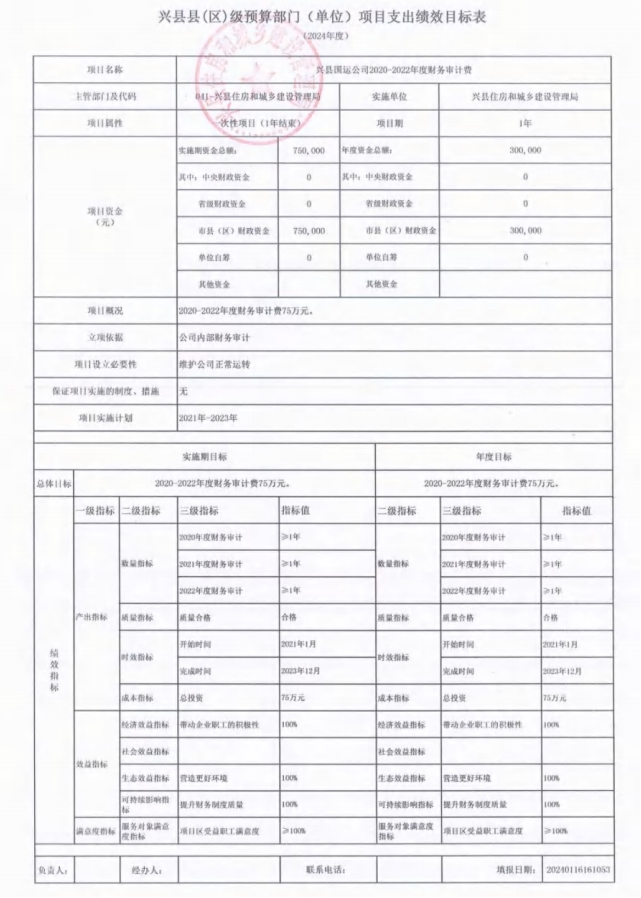 兴县县(区)级预算部门（单位）项目支出绩效目标表
（2024年度）
项目名称 兴县国运公司2020-2022年度财务审计费
主管部门及代码 041-兴县住房和城乡建设管理局 实施单位 兴县住房和城乡建设管理局
项目属性 一次性项目（1年结束） 项目期 1年
项目资金（元） 实施期资金总额： 750,000 年度资金总额： 300,000
其中：中央财政资金 0 其中：中央财政资金 0
省级财政资金 0 省级财政资金 0
市县（区）财政资金 750,000 市县（区）财政资金 300,000
单位自筹 0 单位自筹 0
其他资金 其他资金
项目概况 2020-2022年度财务审计费75万元。
立项依据 公司内部财务审计
项目设立必要性 维护公司正常运转
保证项目实施的制度、措施 无
项目实施计划 2021年-2023年
实施期目标 年度目标
总体目标 2020-2022年度财务审计费75万元。 2020-2022年度财务审计费75万元。
绩效指标 一级指标 二级指标 三级指标 指标值 二级指标 三级指标 指标值
产出指标 数量指标 2020年度财务审计 ≥1年 数量指标 2020年度财务审计 ≥1年
2021年度财务审计 ≥1年 2021年度财务审计 ≥1年
2022年度财务审计 ≥1年 2022年度财务审计 ≥1年
质量指标 质量合格 合格 质量指标 质量合格 合格
时效指标 开始时间 2021年1月 时效指标 开始时间 2021年1月
完成时间 2023年12月 完成时间 2023年12月
成本指标 总投资 75万元 成本指标 总投资 75万元
效益指标 经济效益指标 带动企业职工的积极性 100% 经济效益指标 带动企业职工的积极性 100%
社会效益指标 社会效益指标
生态效益指标 营造更好环境 100% 生态效益指标 营造更好环境 100%
可持续影响指标 提升财务制度质量 100% 可持续影响指标 提升财务制度质量 100%
满意度指标 服务对象满意度指标 项目区受益职工满意度 ≥100% 服务对象满意度指标 项目区受益职工满意度 ≥100%
负责人： 经办人： 联系电话： 填报日期： 20240116161053